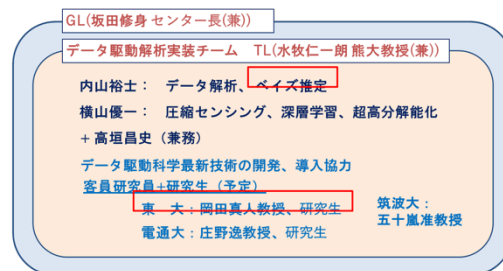 GL(坂田修身 センター長(兼))
データ駆動解析実装チーム TL(水牧仁一朗 熊大教授(兼))
内山裕士: データ解析、ベイズ推定
横山優一: 圧縮センシング、深層学習、超高分解能化
+ 高垣昌史(兼務)
データ駆動科学最新技術の開発、導入協力
客員研究員+研究生(予定)
東 大:岡田真人教授、研究生
電通大:庄野逸教授、研究生
筑波大:
五十嵐准教授